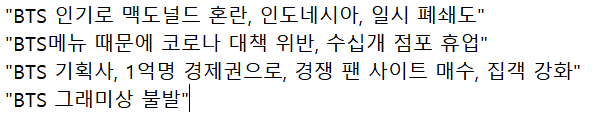 "BTS 인기로 맥도널드 혼란, 인도네시아, 일시 폐쇄도"
"BTS메뉴 때문에 코로나 대책 위반, 수십개 점포 휴업"
"BTS 기획사, 1억명 경제권으로, 경쟁 팬 사이트 매수, 집객 강화"
"BTS 그래미상 불발"